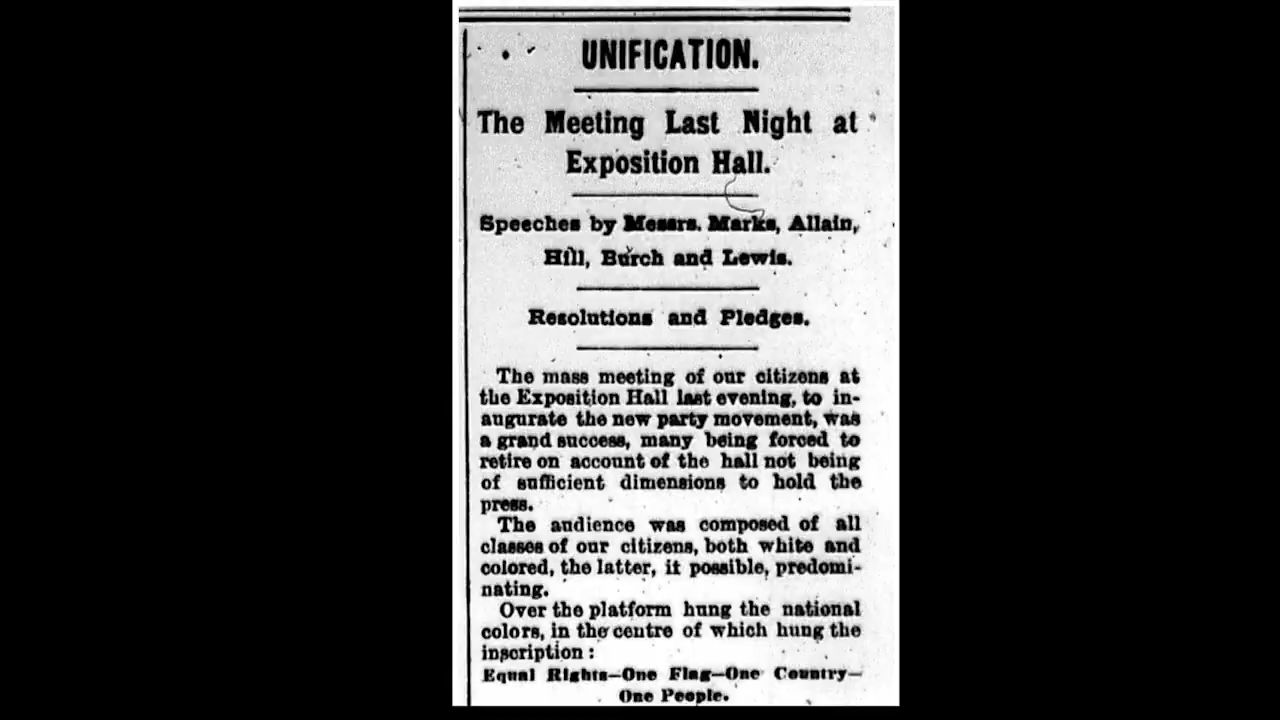 UNIFICATION.
The Meeting Last Night at
Exposition Hall.
Speeches by Messrs. Marks, Allain,
Hill, Burch and Lewis.
Resolutions and Pledges.
The mass meeting of our citizens at
the Exposition Hall last evening, to in-
augurate the new party movement, was
a grand success, many being forced to
retire on account of the hall not being
of sufficient dimensions to hold the
press.
The audience was composed of all
classes of our citizens, both white and
colored, the latter, it possible, predomi-
nating.
Over the platform hung the national
colors, in the centre of which hung the
inscription :
Equal Rights—One Flag—One Country—
One People.